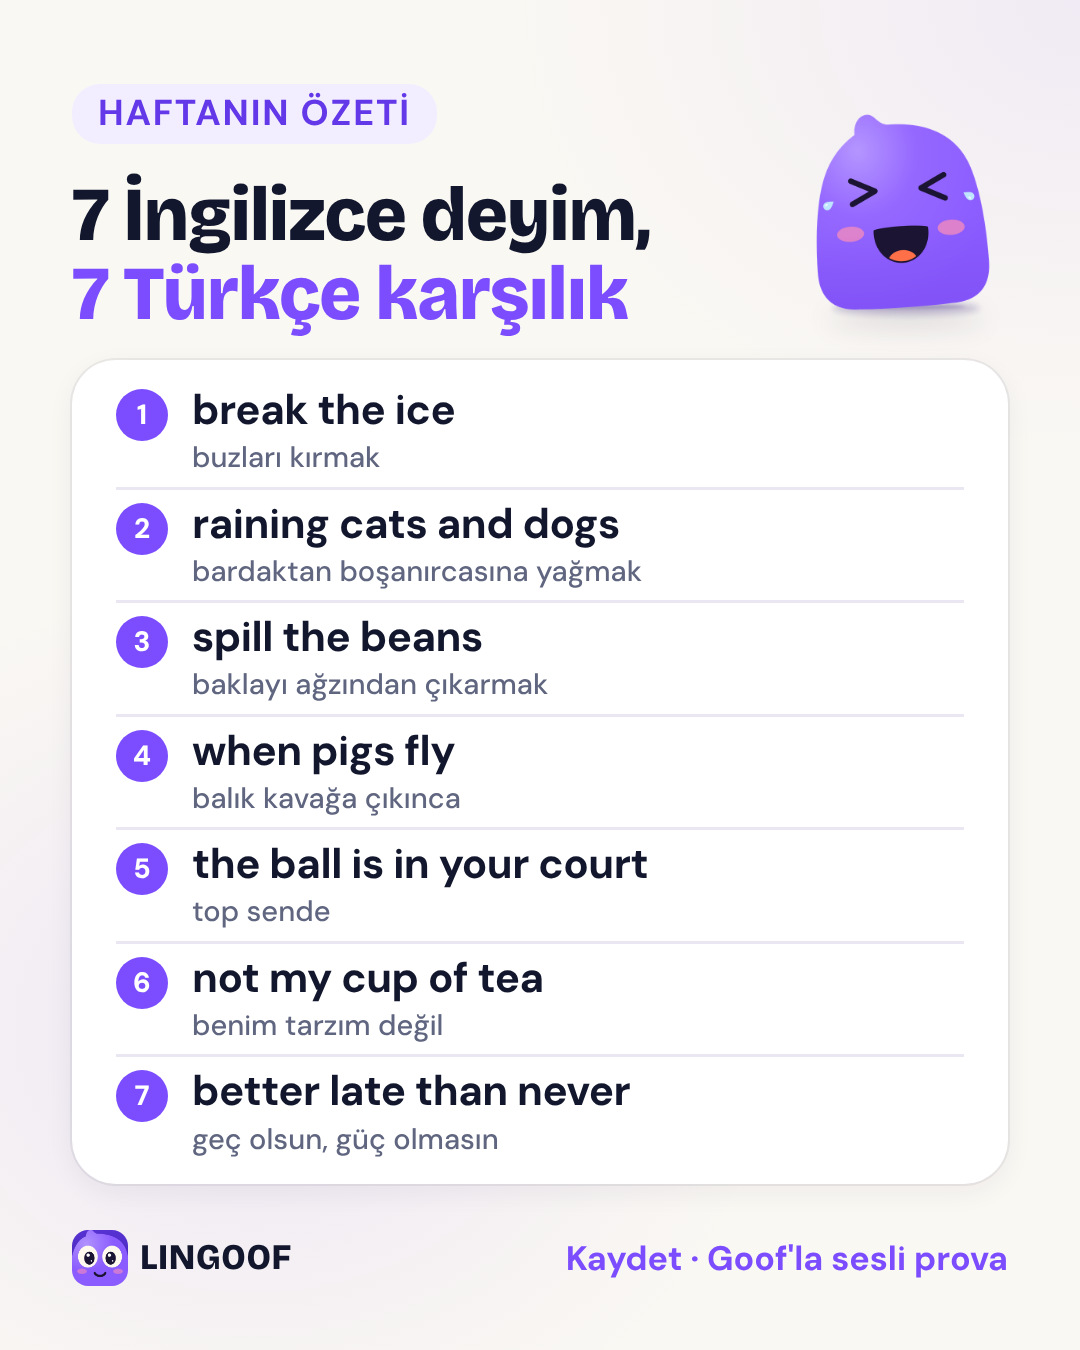 HAFTANIN ÖZETİ
7 İngilizce deyim,
7 Türkçe karşılık
1 break the ice
buzları kırmak
2 raining cats and dogs
bardaktan boşanırcasına yağmak
3 spill the beans
baklayı ağzından çıkarmak
4 when pigs fly
balık kavağa çıkınca
5 the ball is in your court
top sende
6 not my cup of tea
benim tarzım değil
7 better late than never
geç olsun, güç olmasın
LINGOOF
Kaydet · Goof'la sesli prova